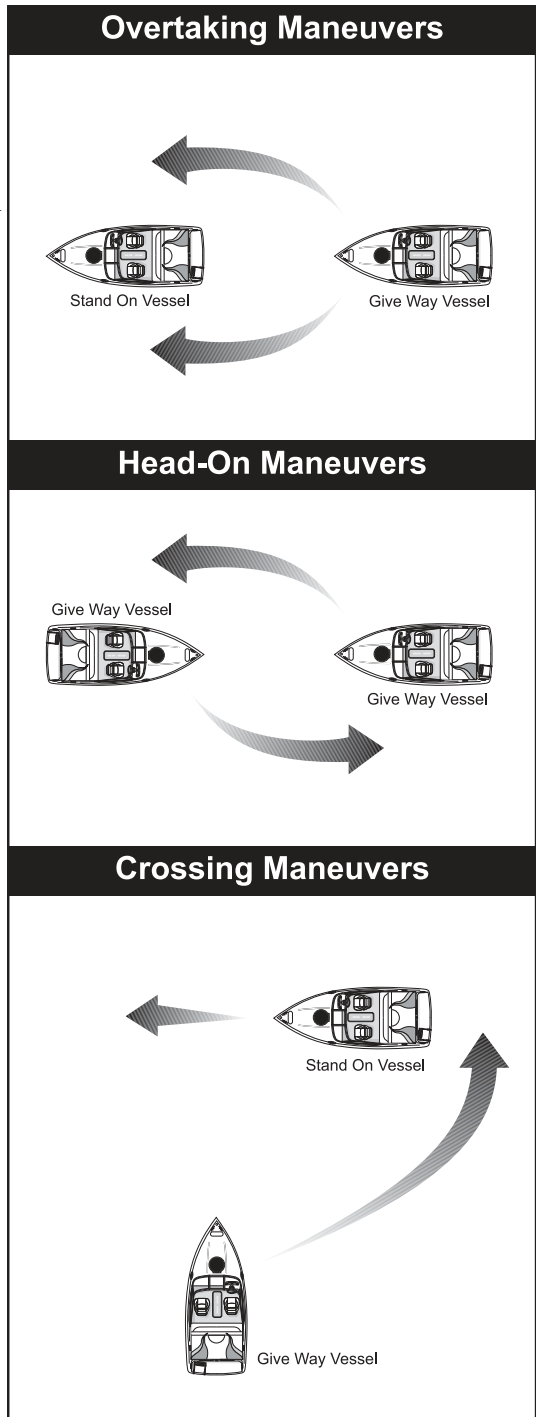 Overtaking Maneuvers
Stand On Vessel
Give Way Vessel
Head-On Maneuvers
Give Way Vessel
Give Way Vessel
Crossing Maneuvers
Stand On Vessel
Give Way Vessel